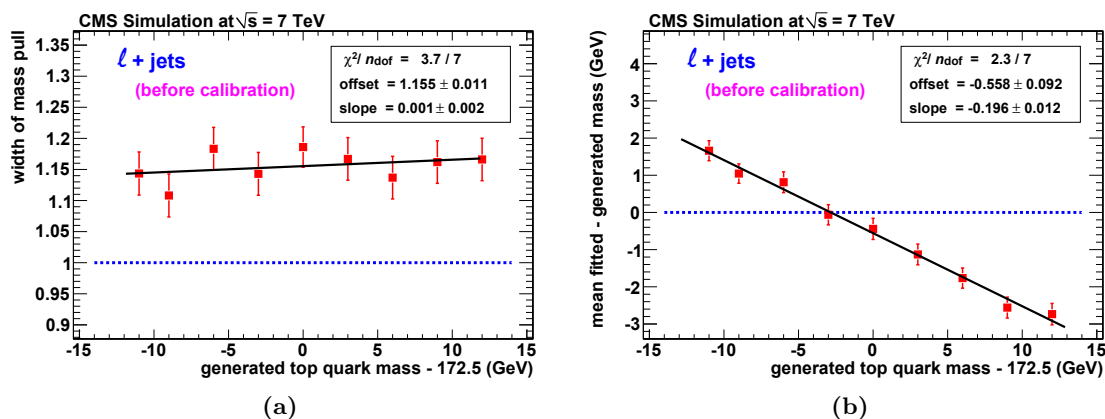 CMS Simulation at √s = 7 TeV
width of mass pull
1.35
1.3
1.25
1.2
1.15
1.1
1.05
1
0.95
0.9
ℓ + jets
(before calibration)
χ²/ n_dof = 3.7 / 7
offset = 1.155 ± 0.011
slope = 0.001 ± 0.002
-15 -10 -5 0 5 10 15
generated top quark mass - 172.5 (GeV)
(a)
CMS Simulation at √s = 7 TeV
mean fitted - generated mass (GeV)
4
3
2
1
0
-1
-2
-3
ℓ + jets
(before calibration)
χ²/ n_dof = 2.3 / 7
offset = -0.558 ± 0.092
slope = -0.196 ± 0.012
-15 -10 -5 0 5 10 15
generated top quark mass - 172.5 (GeV)
(b)